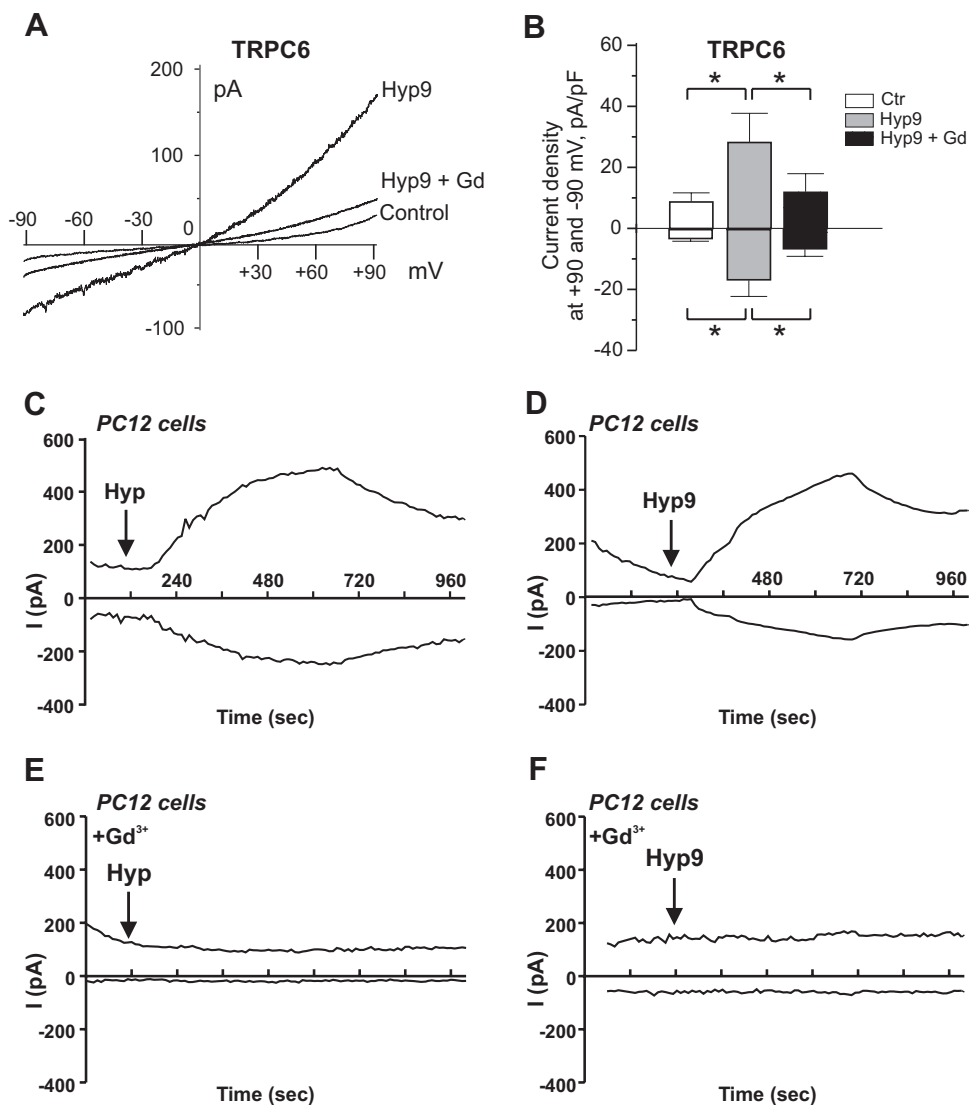 A
TRPC6
200
pA
Hyp9
100
Hyp9 + Gd
Control
-90 -60 -30 0
+30 +60 +90 mV
-100
B
TRPC6
60
40
20
0
-20
-40
Current density
at +90 and -90 mV, pA/pF
* *
* *
Ctr
Hyp9
Hyp9 + Gd
C
PC12 cells
600
400
200
0
-200
-400
I (pA)
Hyp
240 480 720 960
Time (sec)
D
PC12 cells
600
400
200
0
-200
-400
I (pA)
Hyp9
480 720 960
Time (sec)
E
PC12 cells
+Gd³⁺
600
400
200
0
-200
-400
I (pA)
Hyp
Time (sec)
F
PC12 cells
+Gd³⁺
600
400
200
0
-200
-400
I (pA)
Hyp9
Time (sec)